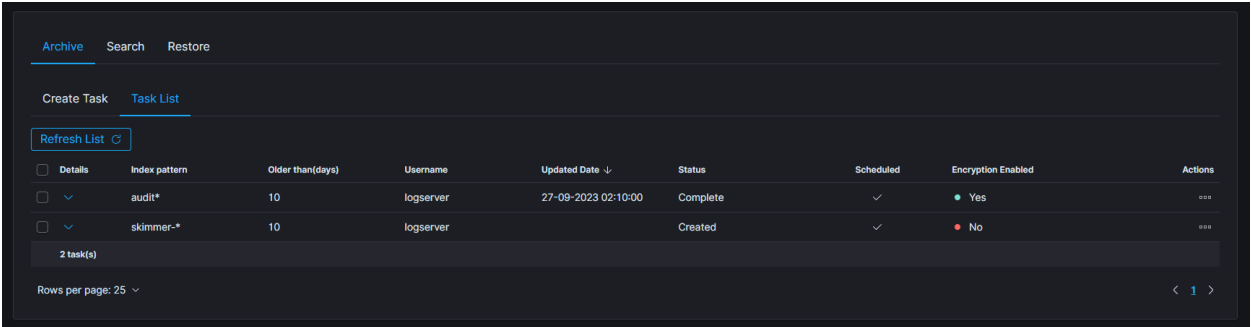 Archive Search Restore
Create Task Task List
Refresh List
Details Index pattern Older than(days) Username Updated Date Status Scheduled Encryption Enabled Actions
audit* 10 logserver 27-09-2023 02:10:00 Complete Yes
skimmer-* 10 logserver Created No
2 task(s)
Rows per page: 25 1